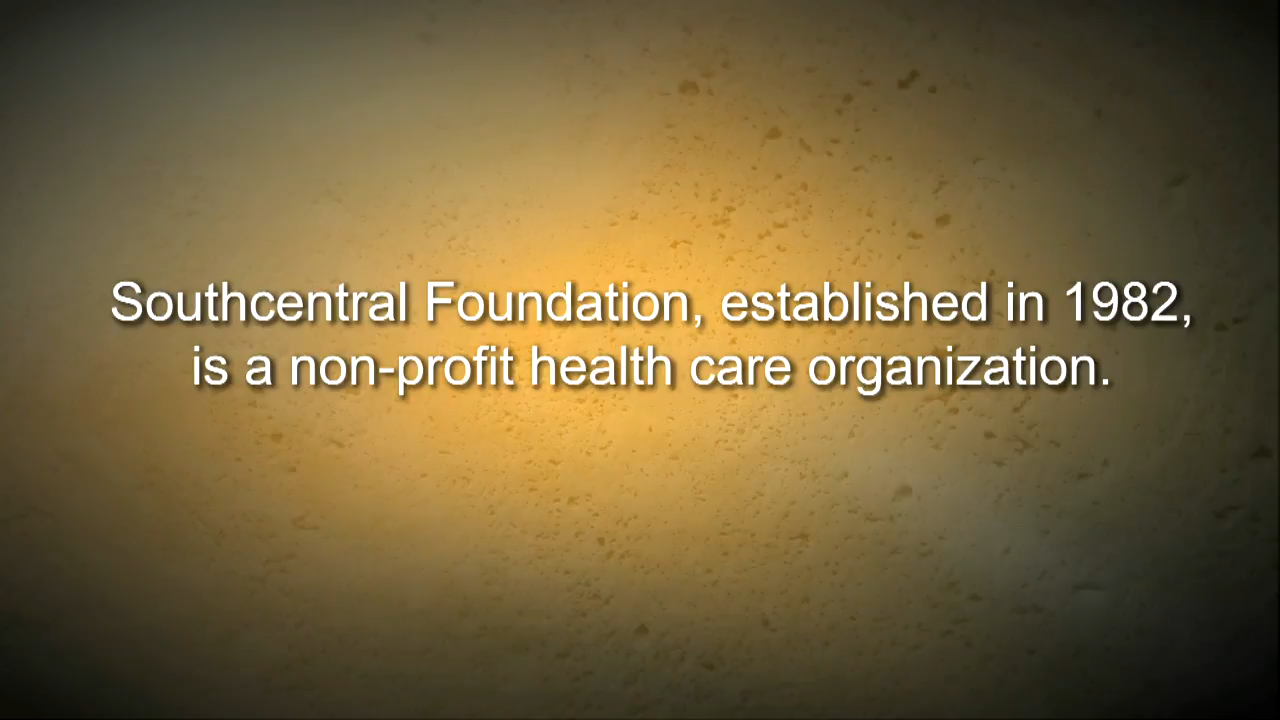 Southcentral Foundation, established in 1982,
is a non-profit health care organization.